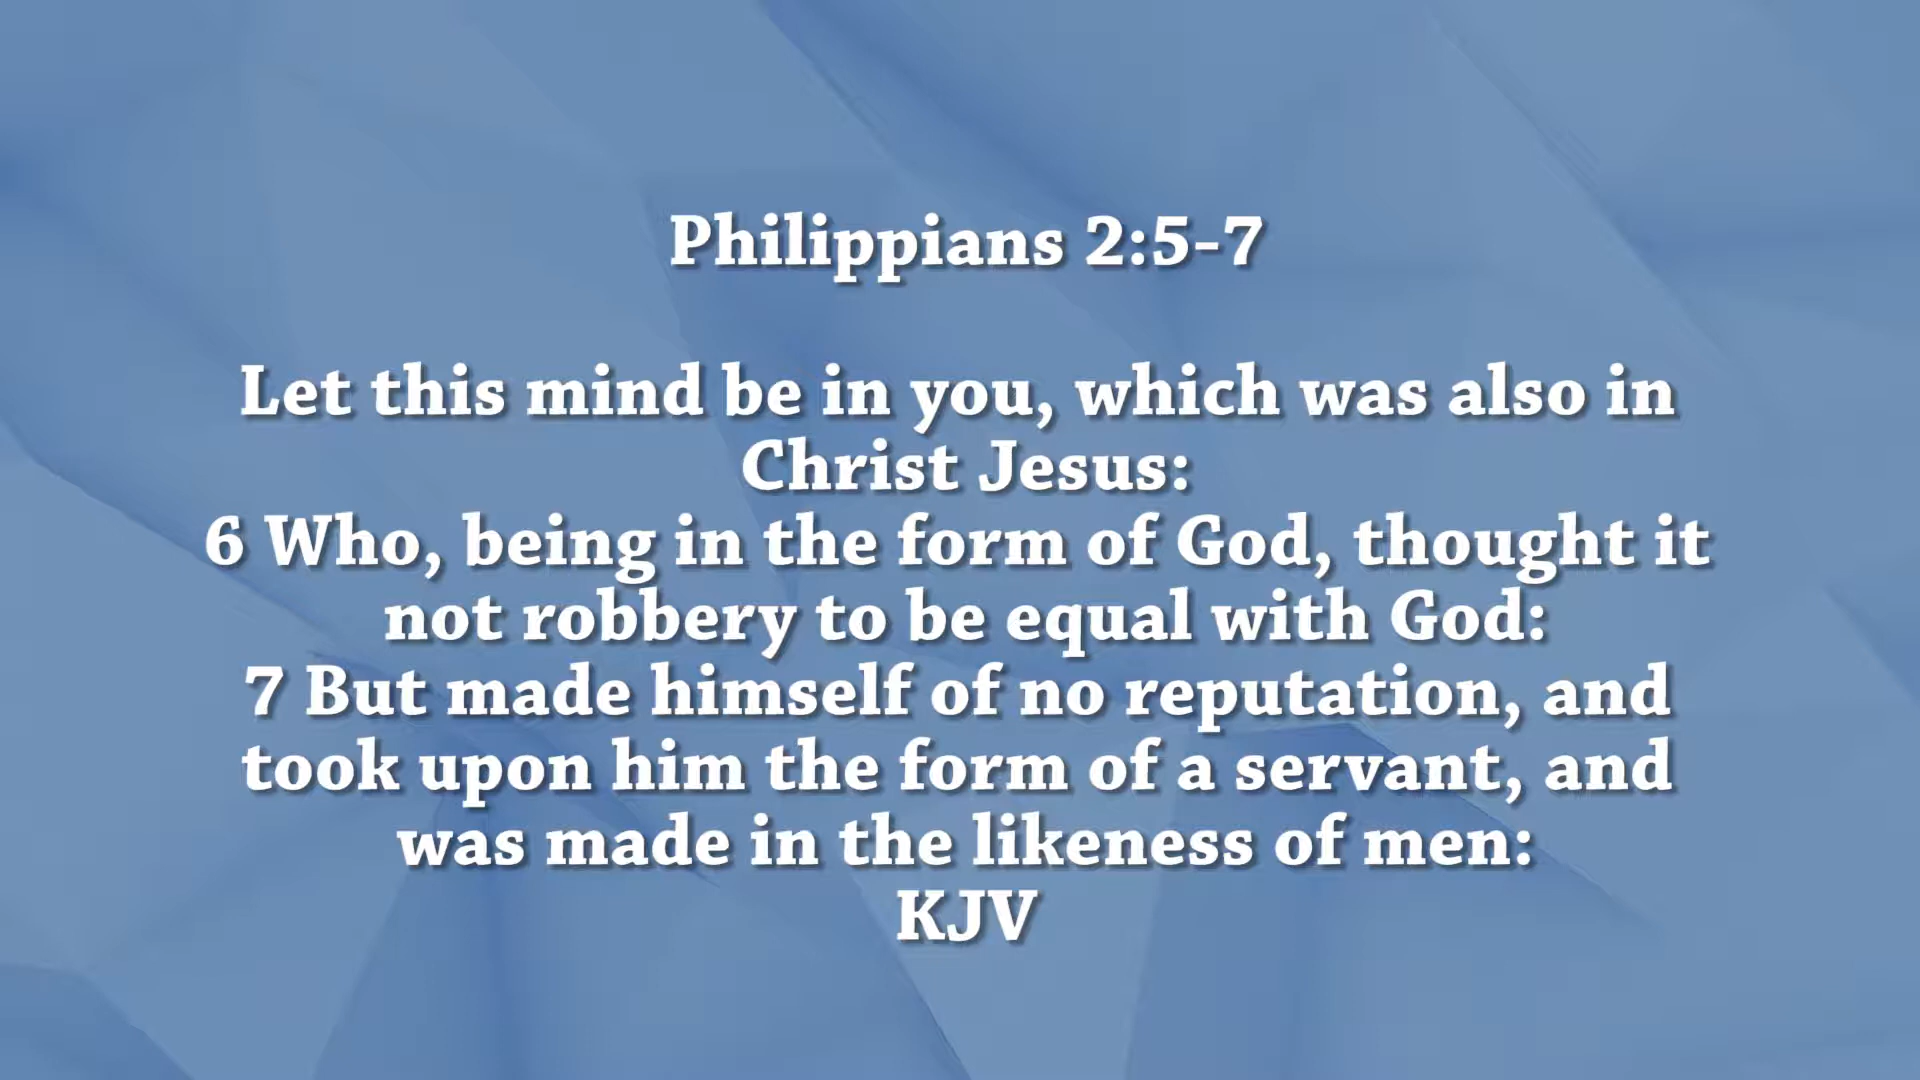 Philippians 2:5-7
Let this mind be in you, which was also in
Christ Jesus:
6 Who, being in the form of God, thought it
not robbery to be equal with God:
7 But made himself of no reputation, and
took upon him the form of a servant, and
was made in the likeness of men:
KJV